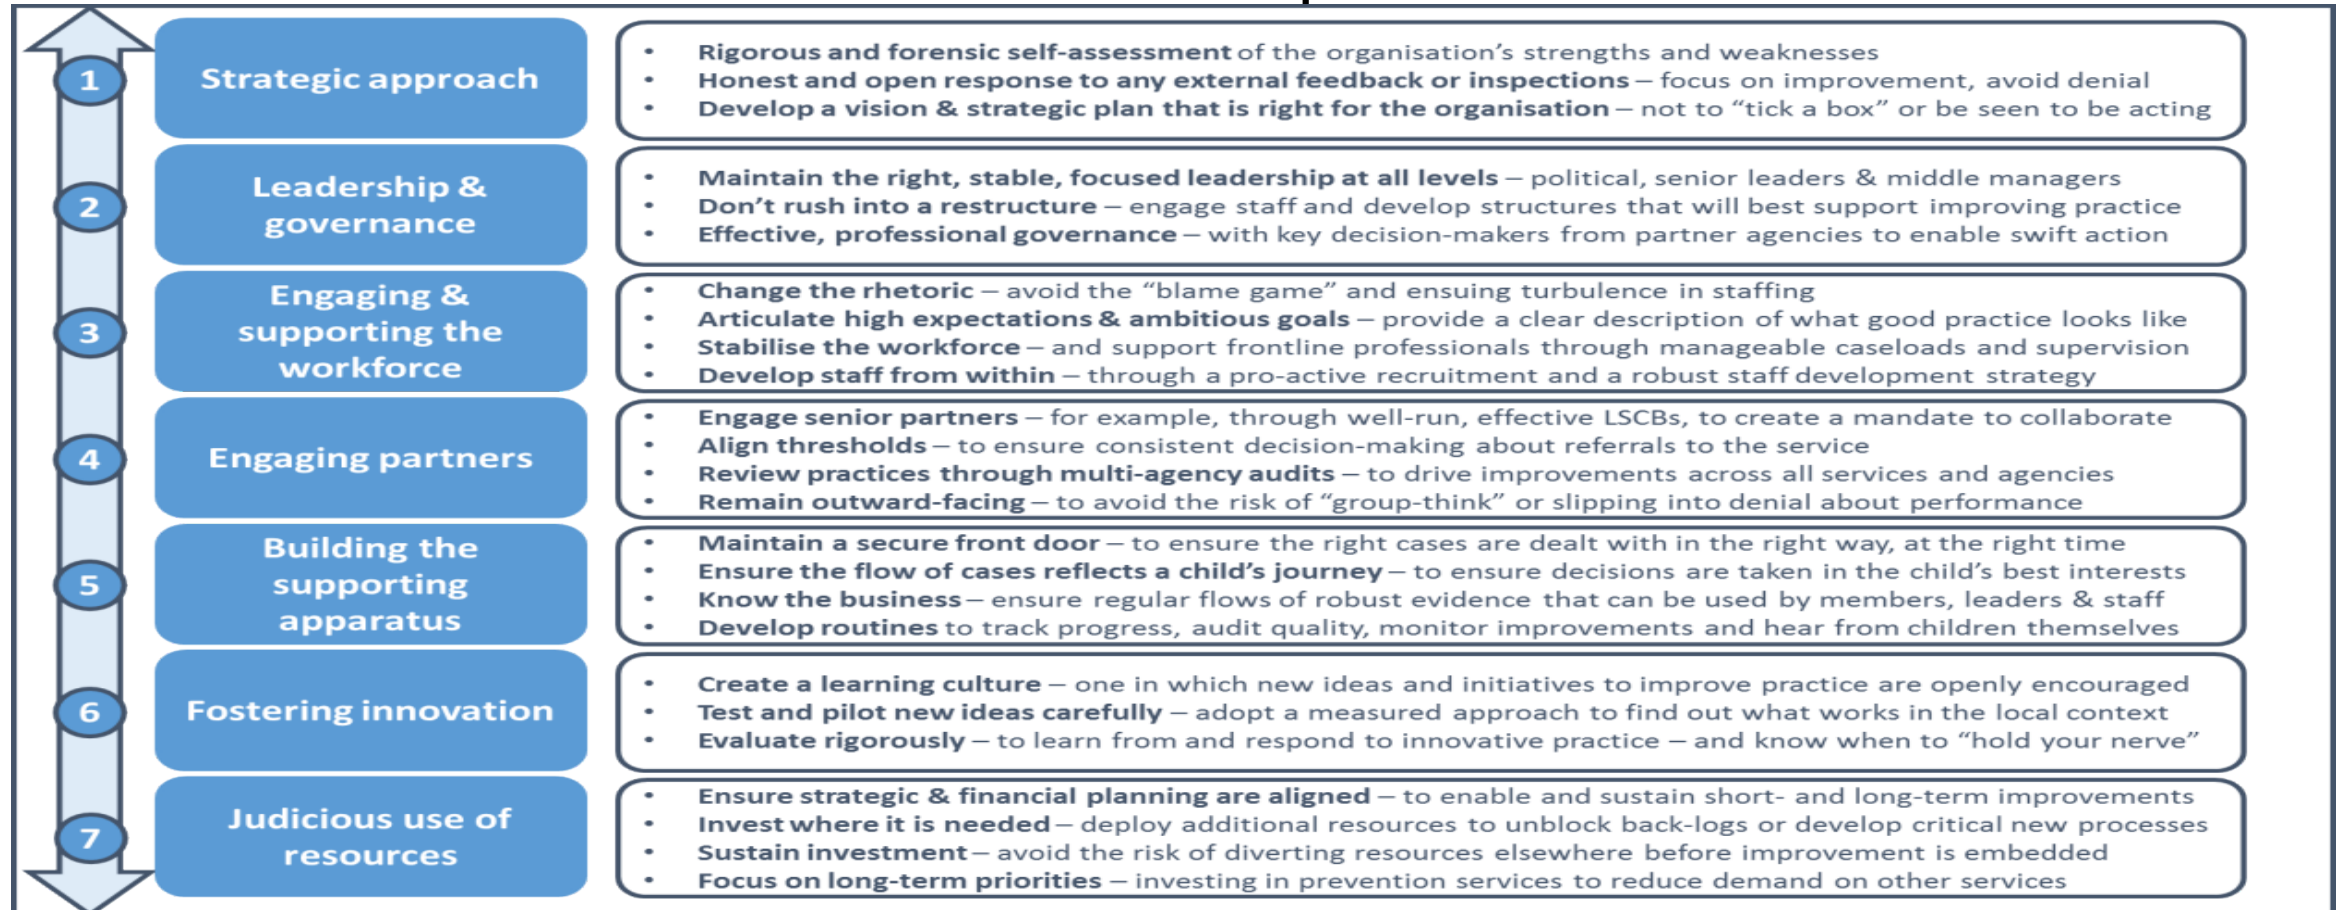 1
Strategic approach
• Rigorous and forensic self-assessment of the organisation’s strengths and weaknesses
• Honest and open response to any external feedback or inspections – focus on improvement, avoid denial
• Develop a vision & strategic plan that is right for the organisation – not to “tick a box” or be seen to be acting
2
Leadership &
governance
• Maintain the right, stable, focused leadership at all levels – political, senior leaders & middle managers
• Don’t rush into a restructure – engage staff and develop structures that will best support improving practice
• Effective, professional governance – with key decision-makers from partner agencies to enable swift action
3
Engaging &
supporting the
workforce
• Change the rhetoric – avoid the “blame game” and ensuing turbulence in staffing
• Articulate high expectations & ambitious goals – provide a clear description of what good practice looks like
• Stabilise the workforce – and support frontline professionals through manageable caseloads and supervision
• Develop staff from within – through a pro-active recruitment and a robust staff development strategy
4
Engaging partners
• Engage senior partners – for example, through well-run, effective LSCBs, to create a mandate to collaborate
• Align thresholds – to ensure consistent decision-making about referrals to the service
• Review practices through multi-agency audits – to drive improvements across all services and agencies
• Remain outward-facing – to avoid the risk of “group-think” or slipping into denial about performance
5
Building the
supporting
apparatus
• Maintain a secure front door – to ensure the right cases are dealt with in the right way, at the right time
• Ensure the flow of cases reflects a child’s journey – to ensure decisions are taken in the child’s best interests
• Know the business – ensure regular flows of robust evidence that can be used by members, leaders & staff
• Develop routines to track progress, audit quality, monitor improvements and hear from children themselves
6
Fostering innovation
• Create a learning culture – one in which new ideas and initiatives to improve practice are openly encouraged
• Test and pilot new ideas carefully – adopt a measured approach to find out what works in the local context
• Evaluate rigorously – to learn from and respond to innovative practice – and know when to “hold your nerve”
7
Judicious use of
resources
• Ensure strategic & financial planning are aligned – to enable and sustain short- and long-term improvements
• Invest where it is needed – deploy additional resources to unblock back-logs or develop critical new processes
• Sustain investment – avoid the risk of diverting resources elsewhere before improvement is embedded
• Focus on long-term priorities – investing in prevention services to reduce demand on other services